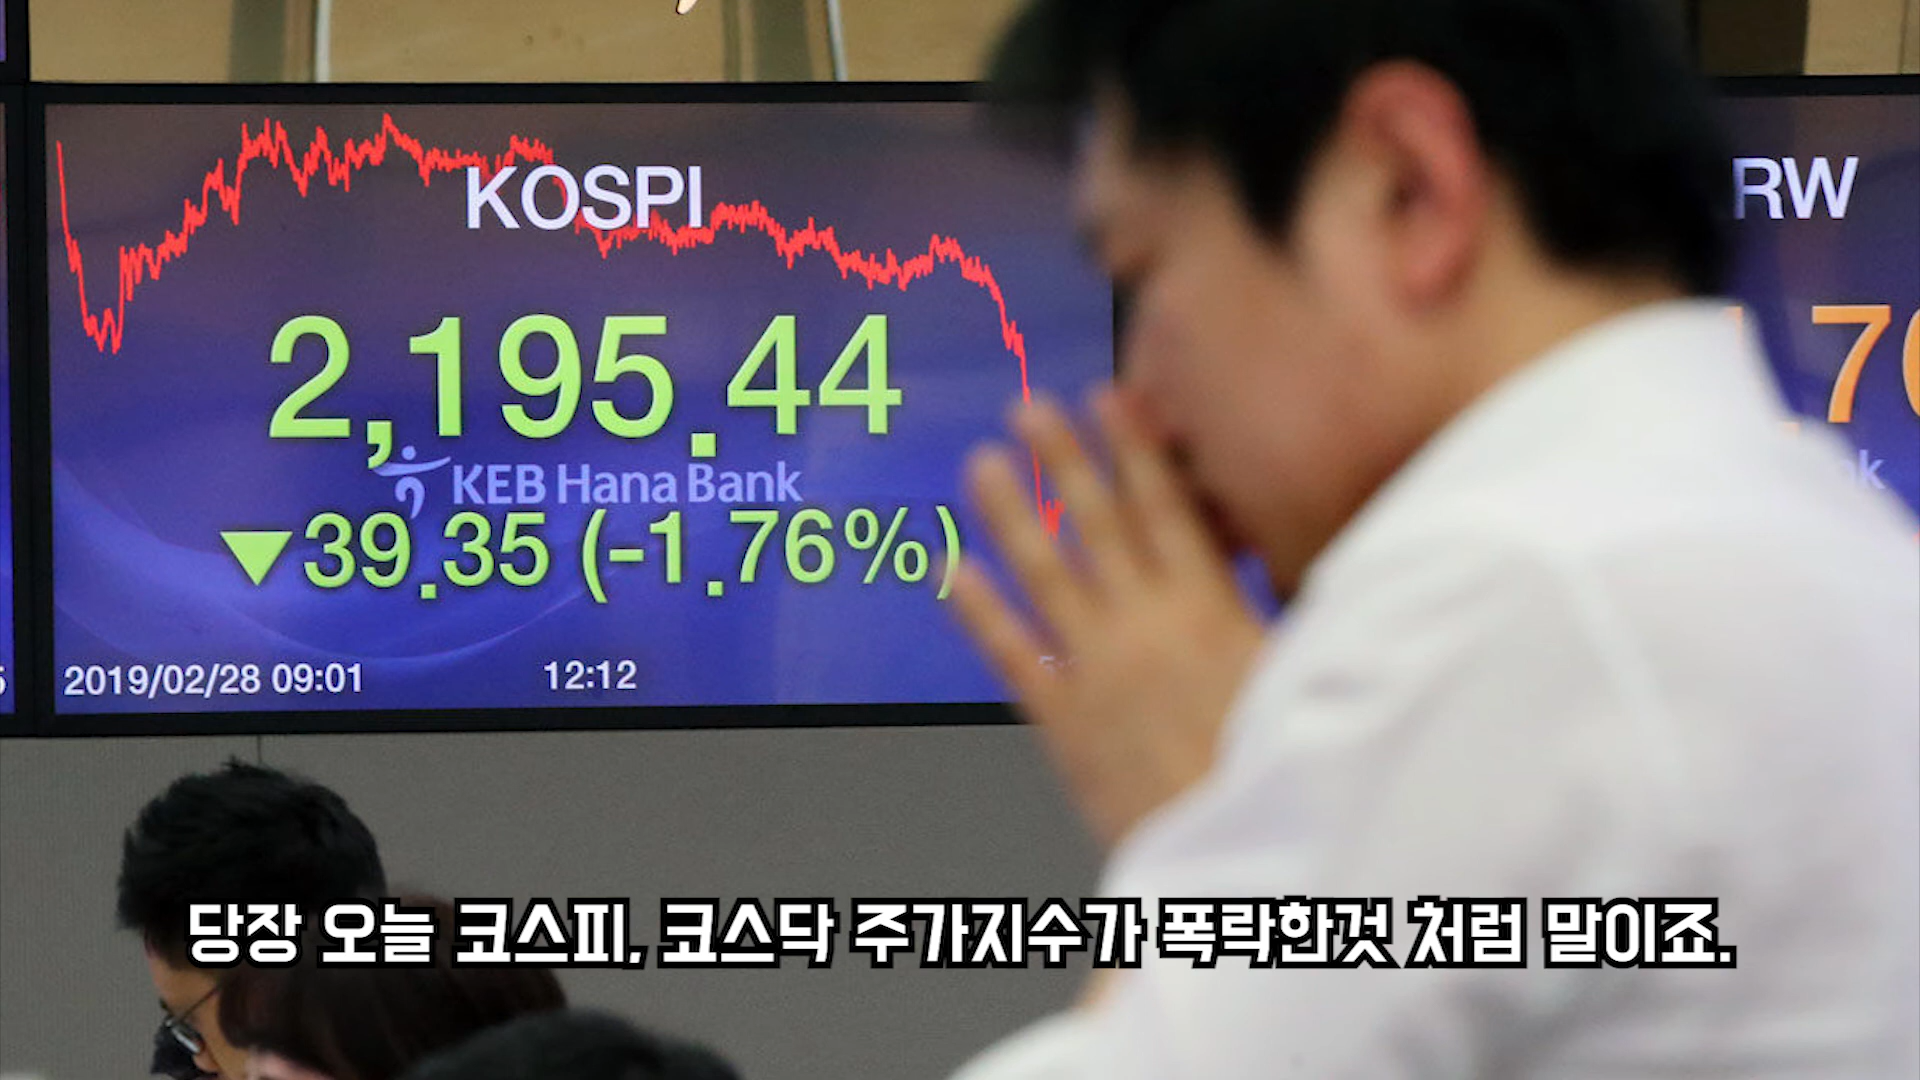 KOSPI
2,195.44
KEB Hana Bank
▼39.35 (-1.76%)
2019/02/28 09:01 12:12
RW
당장 오늘 코스피, 코스닥 주가지수가 폭락한것 처럼 말이죠.